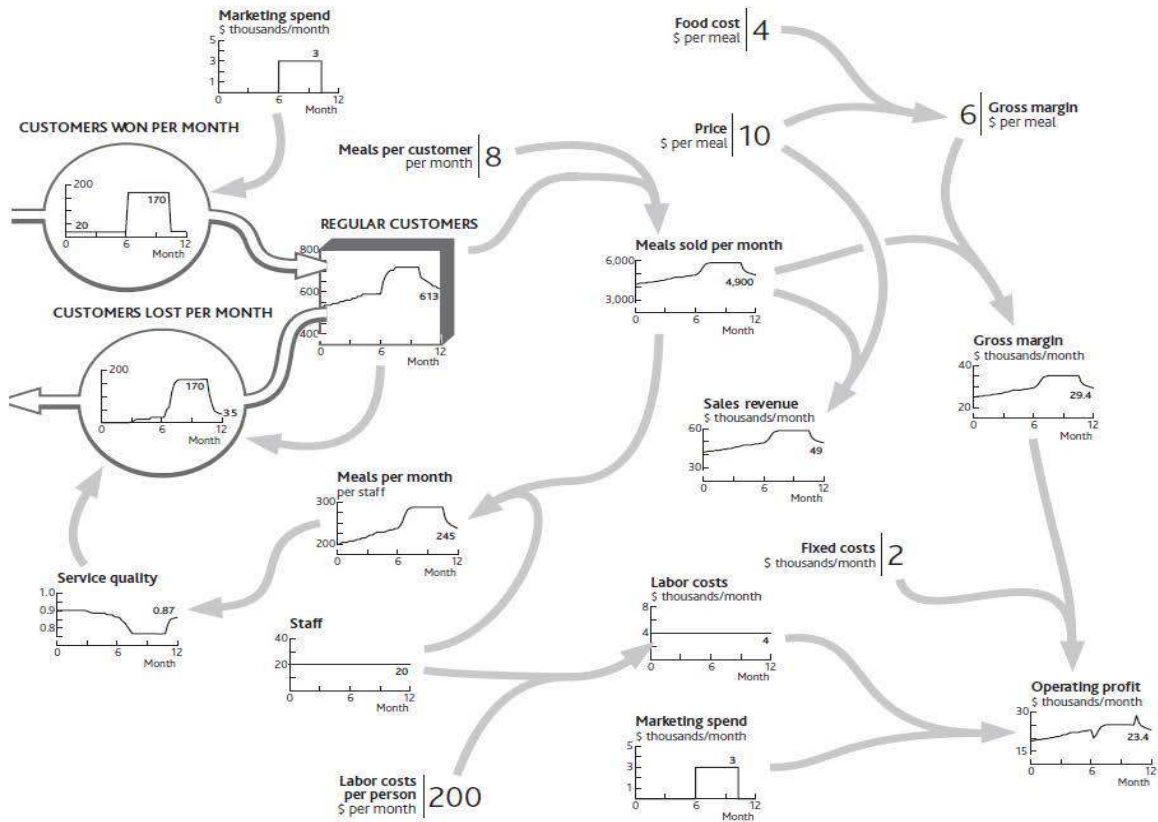 Marketing spend
$ thousands/month
5
3
1
3
0
6
12
Month
Food cost
$ per meal
4
Price
$ per meal
10
6
Gross margin
$ per meal
CUSTOMERS WON PER MONTH
200
170
20
0
6
12
Month
Meals per customer
per month
8
REGULAR CUSTOMERS
800
600
400
613
0
6
12
Month
Meals sold per month
6,000
3,000
4,900
0
6
12
Month
CUSTOMERS LOST PER MONTH
200
170
35
0
6
12
Month
Gross margin
$ thousands/month
40
20
29.4
0
6
12
Month
Sales revenue
$ thousands/month
60
30
49
0
6
12
Month
Meals per month
per staff
300
200
245
0
6
12
Month
Service quality
1.0
0.9
0.8
0.87
0
6
12
Month
Fixed costs
$ thousands/month
2
Labor costs
$ thousands/month
8
4
4
0
6
12
Month
Staff
40
20
20
0
6
12
Month
Operating profit
$ thousands/month
30
15
23.4
0
6
12
Month
Marketing spend
$ thousands/month
5
3
1
3
0
6
12
Month
Labor costs
per person
$ per month
200